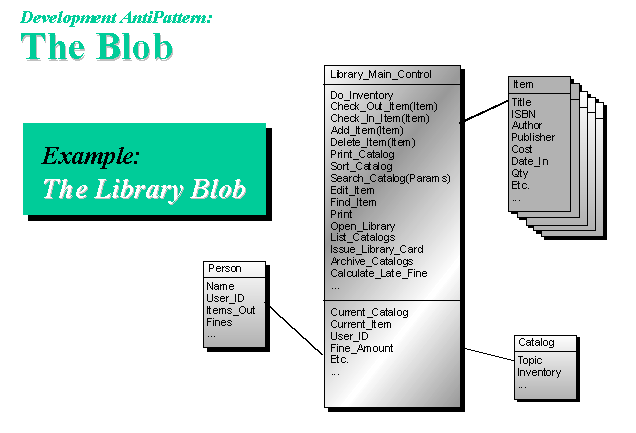 Development AntiPattern:
The Blob
Example:
The Library Blob
Library_Main_Control
Do_Inventory
Check_Out_Item(Item)
Check_In_Item(Item)
Add_Item(Item)
Delete_Item(Item)
Print_Catalog
Sort_Catalog
Search_Catalog(Params)
Edit_Item
Find_Item
Print
Open_Library
List_Catalogs
Issue_Library_Card
Archive_Catalogs
Calculate_Late_Fine
...
Current_Catalog
Current_Item
User_ID
Fine_Amount
Etc.
...
Item
Title
ISBN
Author
Publisher
Cost
Date_In
Qty
Etc.
...
Person
Name
User_ID
Items_Out
Fines
...
Catalog
Topic
Inventory
...